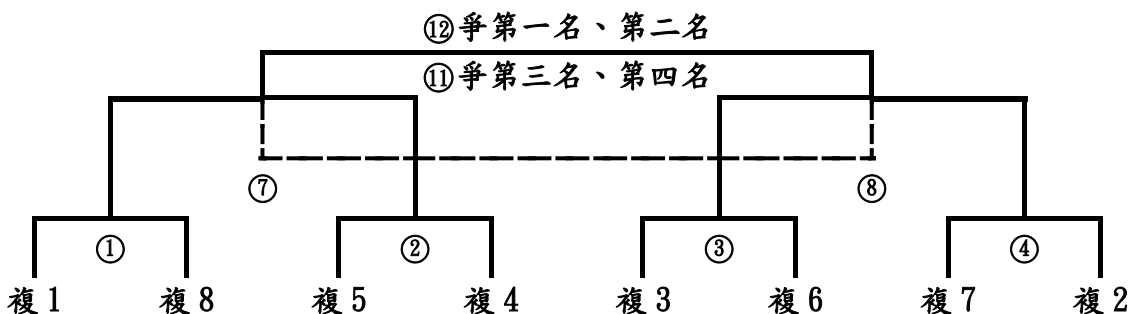 ⑫爭第一名、第二名
⑪爭第三名、第四名
⑦ ⑧
① ② ③ ④
複1 複8 複5 複4 複3 複6 複7 複2